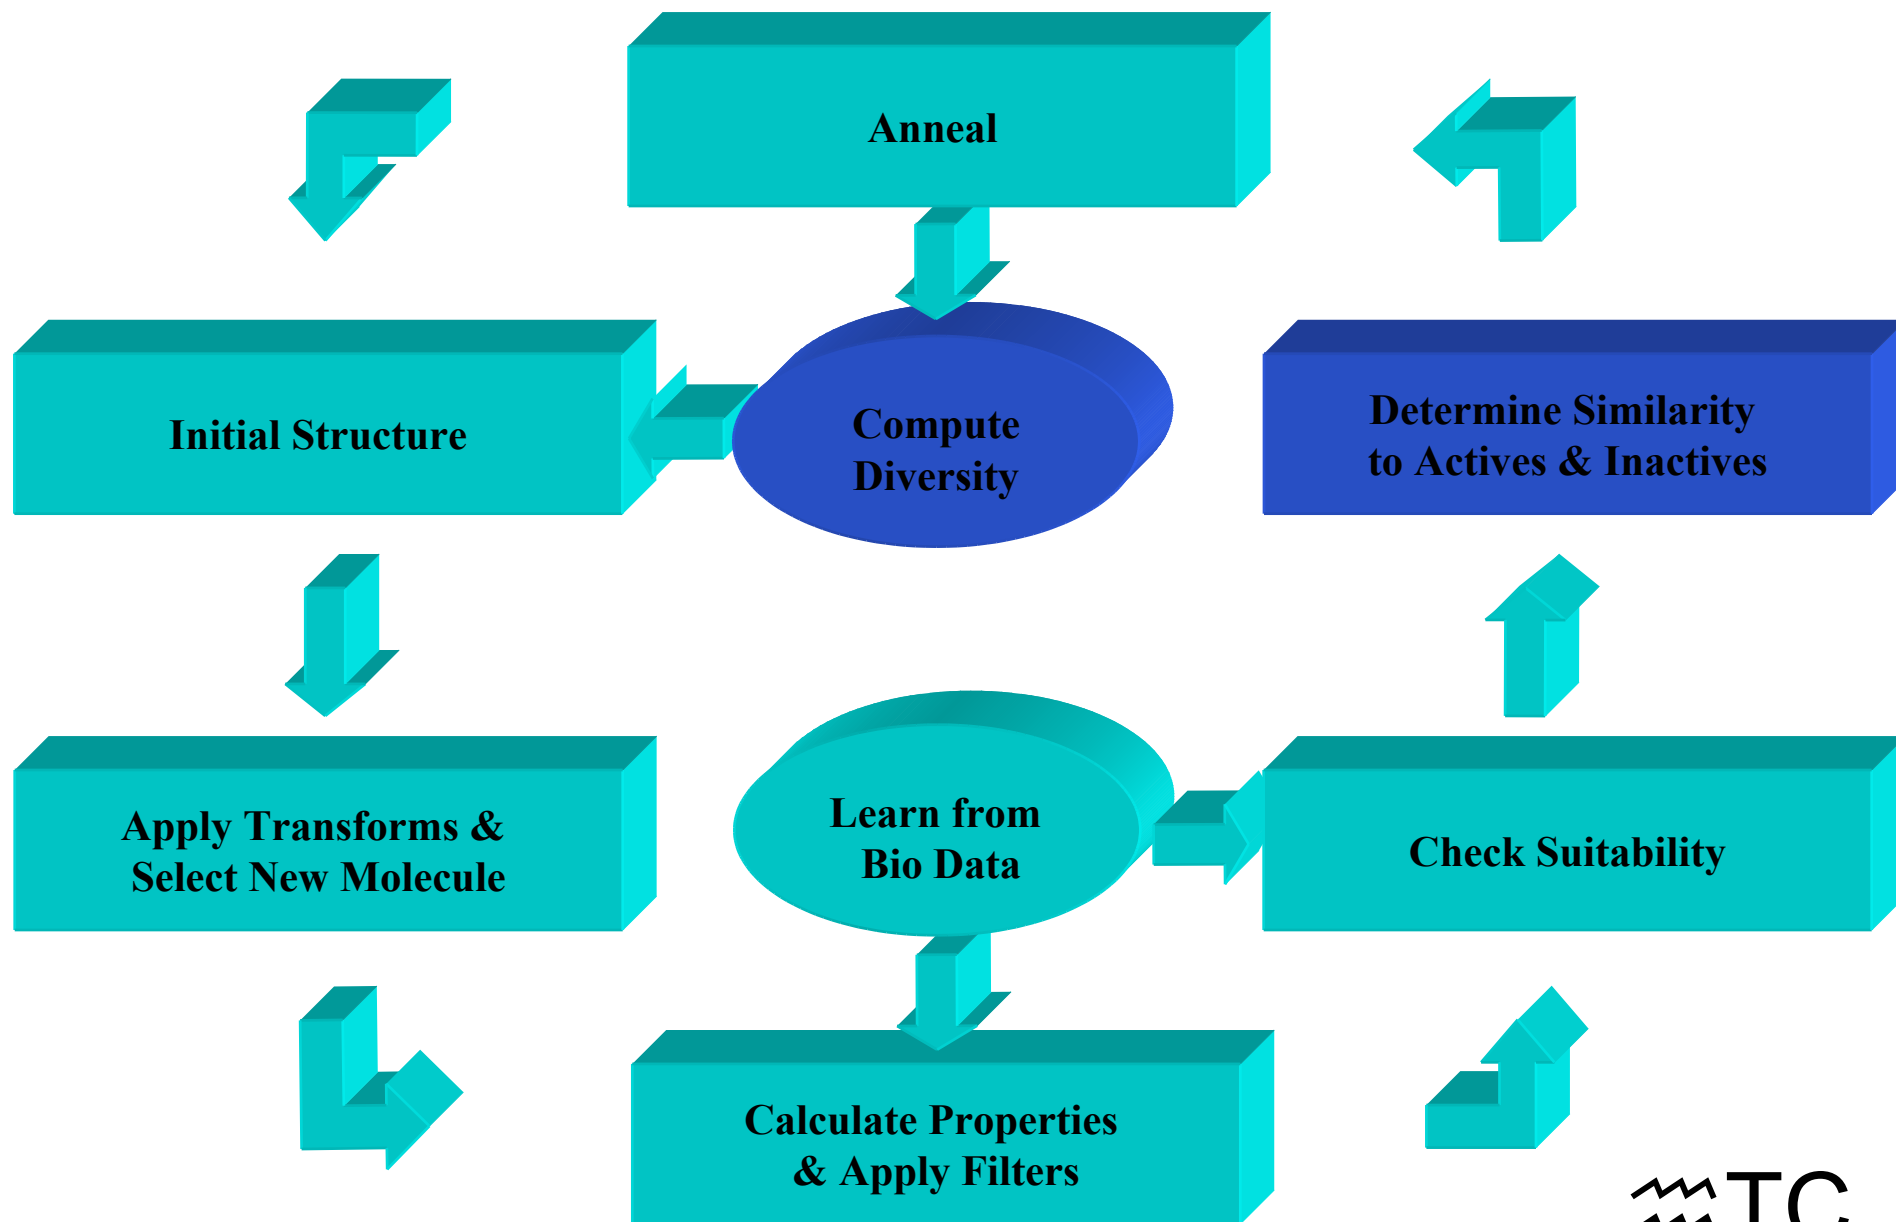 Anneal
Initial Structure
Compute
Diversity
Determine Similarity
to Actives & Inactives
Apply Transforms &
Select New Molecule
Learn from
Bio Data
Check Suitability
Calculate Properties
& Apply Filters
TC